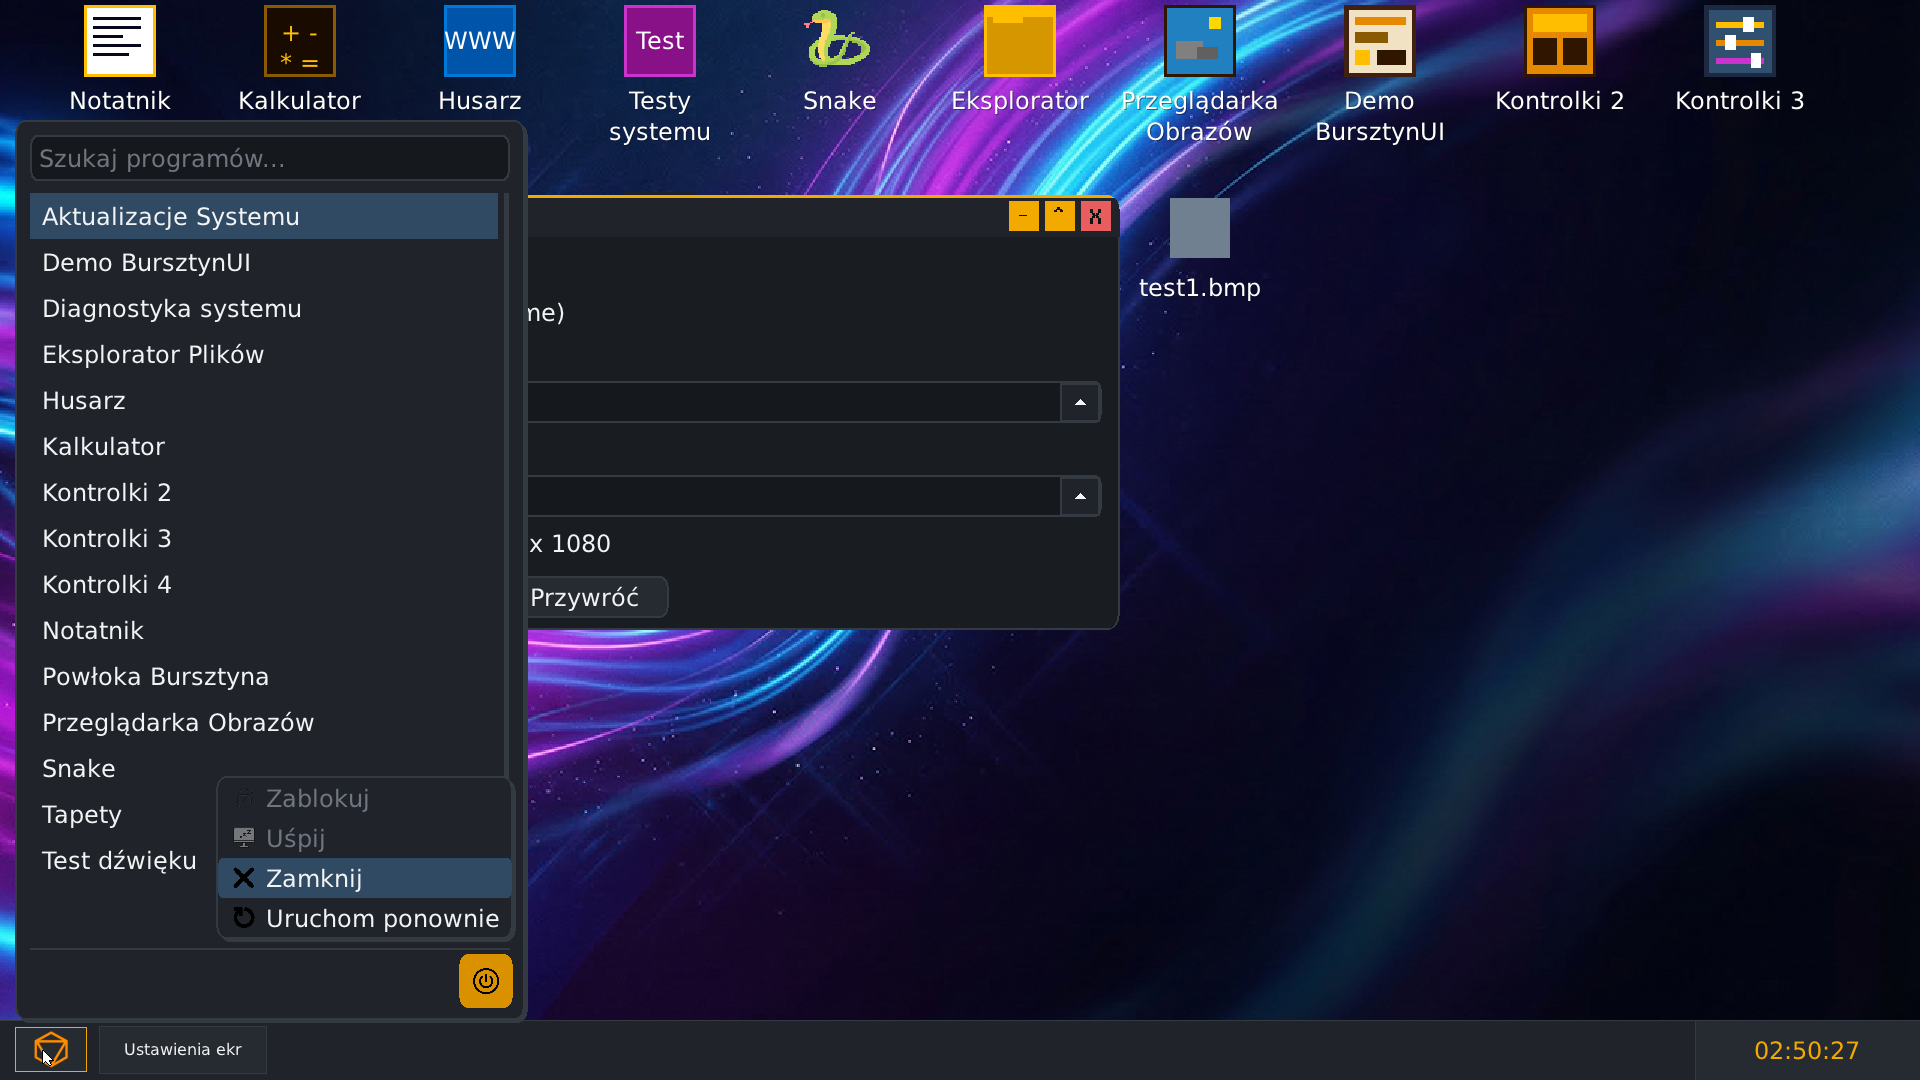 + -
* =
WWW
Test
Notatnik
Kalkulator
Husarz
Testy
systemu
Snake
Eksplorator
Przeglądarka
Obrazów
Demo
BursztynUI
Kontrolki 2
Kontrolki 3
Szukaj programów...
Aktualizacje Systemu
Demo BursztynUI
Diagnostyka systemu
Eksplorator Plików
Husarz
Kalkulator
Kontrolki 2
Kontrolki 3
Kontrolki 4
Notatnik
Powłoka Bursztyna
Przeglądarka Obrazów
Snake
Tapety
Test dźwięku
Zablokuj
Uśpij
Zamknij
Uruchom ponownie
- ^ X
me)
x 1080
Przywróć
test1.bmp
Ustawienia ekr
02:50:27